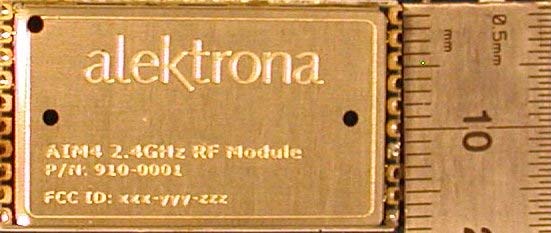 alektrona
AIM4 2.4GHz RF Module
P/N: 910-0001
FCC ID: xxx-yyy-zzz
0.5mm
mm
10